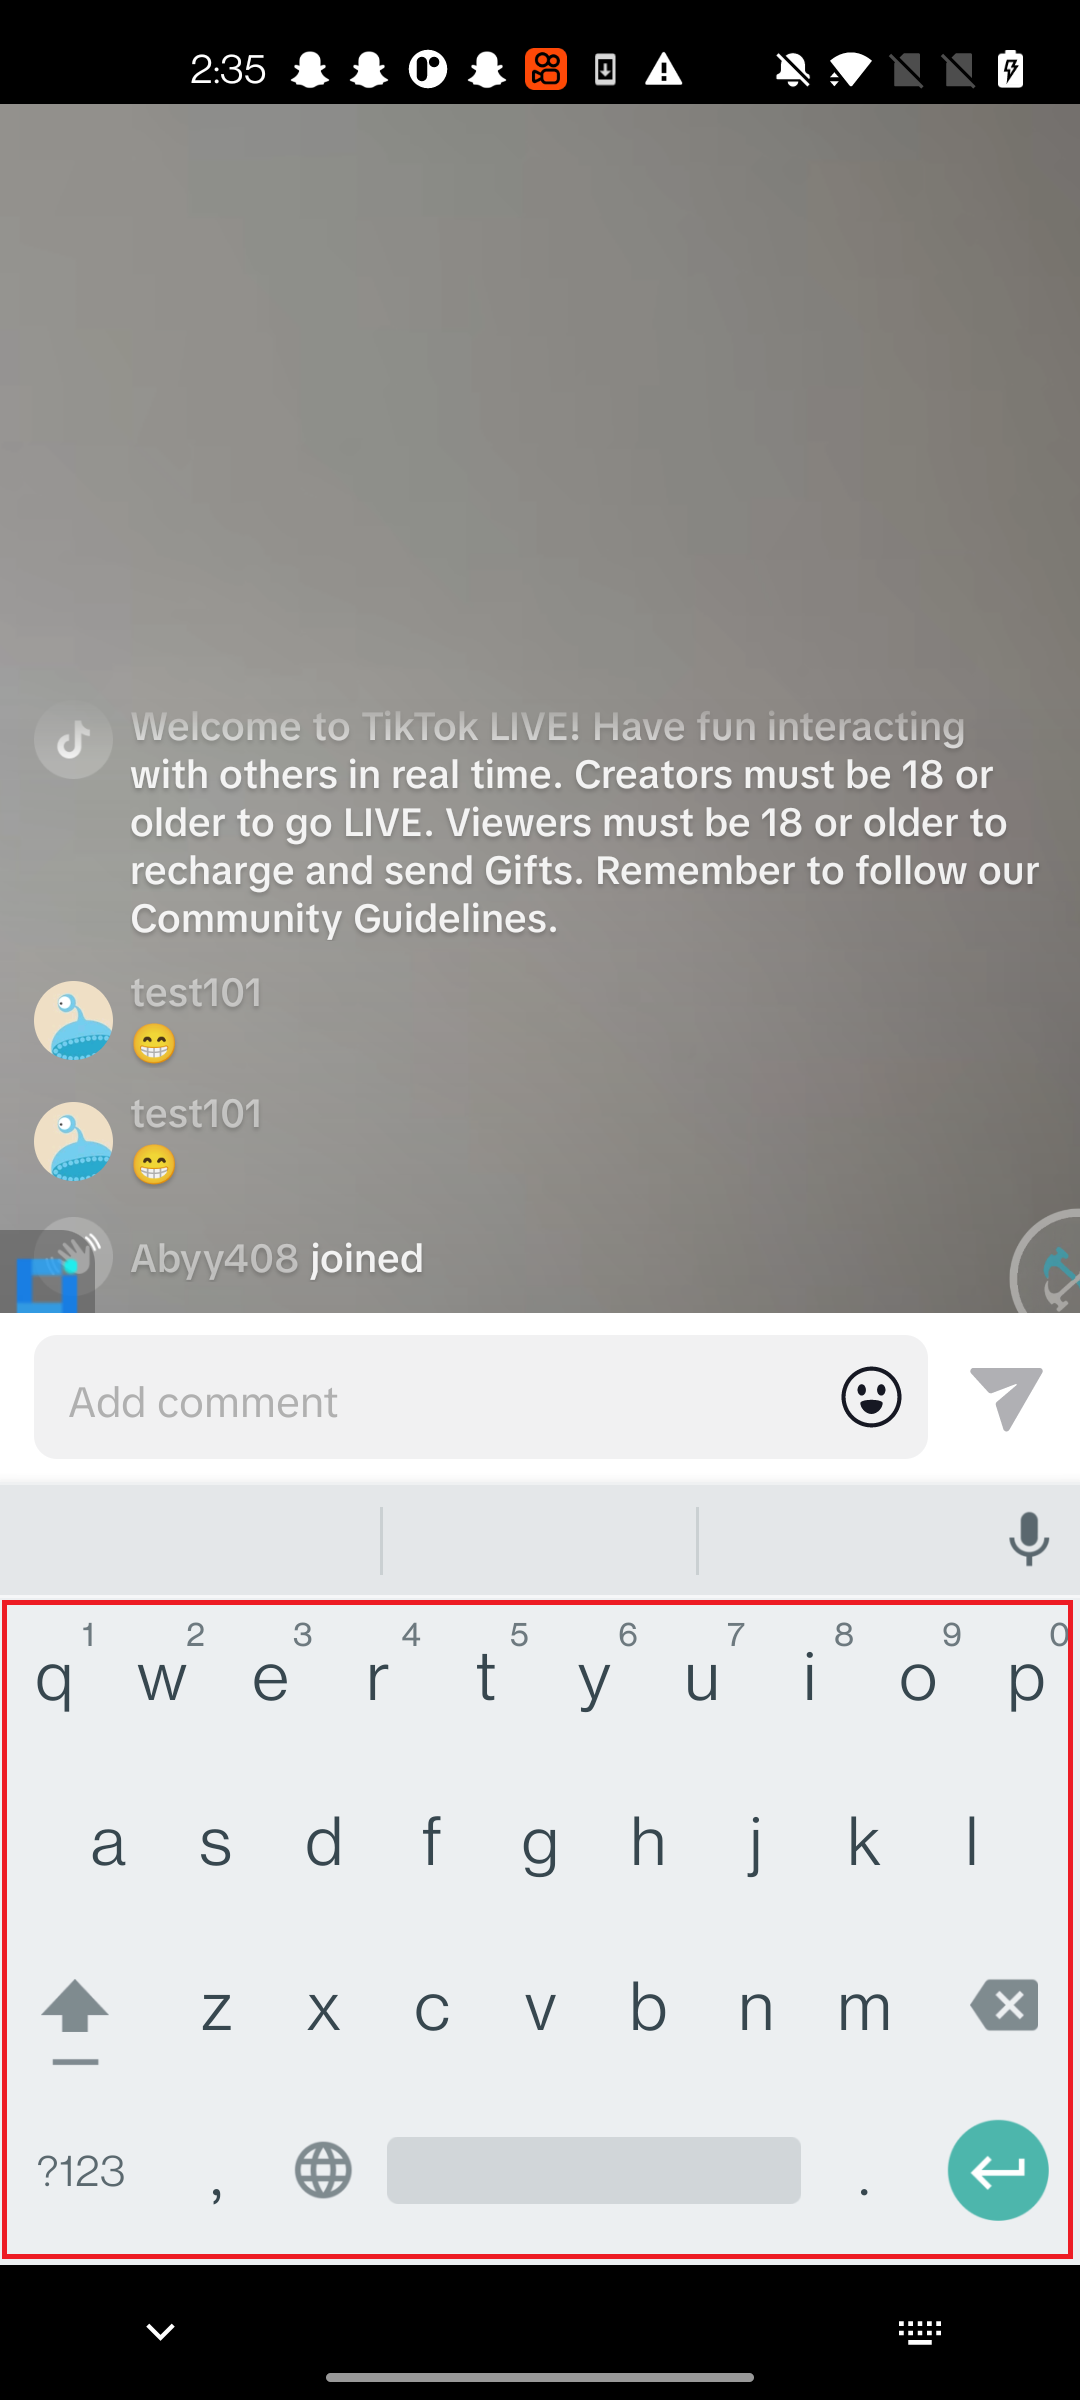 2:35
Welcome to TikTok LIVE! Have fun interacting
with others in real time. Creators must be 18 or
older to go LIVE. Viewers must be 18 or older to
recharge and send Gifts. Remember to follow our
Community Guidelines.
test101
😁
test101
😁
Abyy408 joined
Add comment
1 2 3 4 5 6 7 8 9 0
q w e r t y u i o p
a s d f g h j k l
z x c v b n m
?123 , .